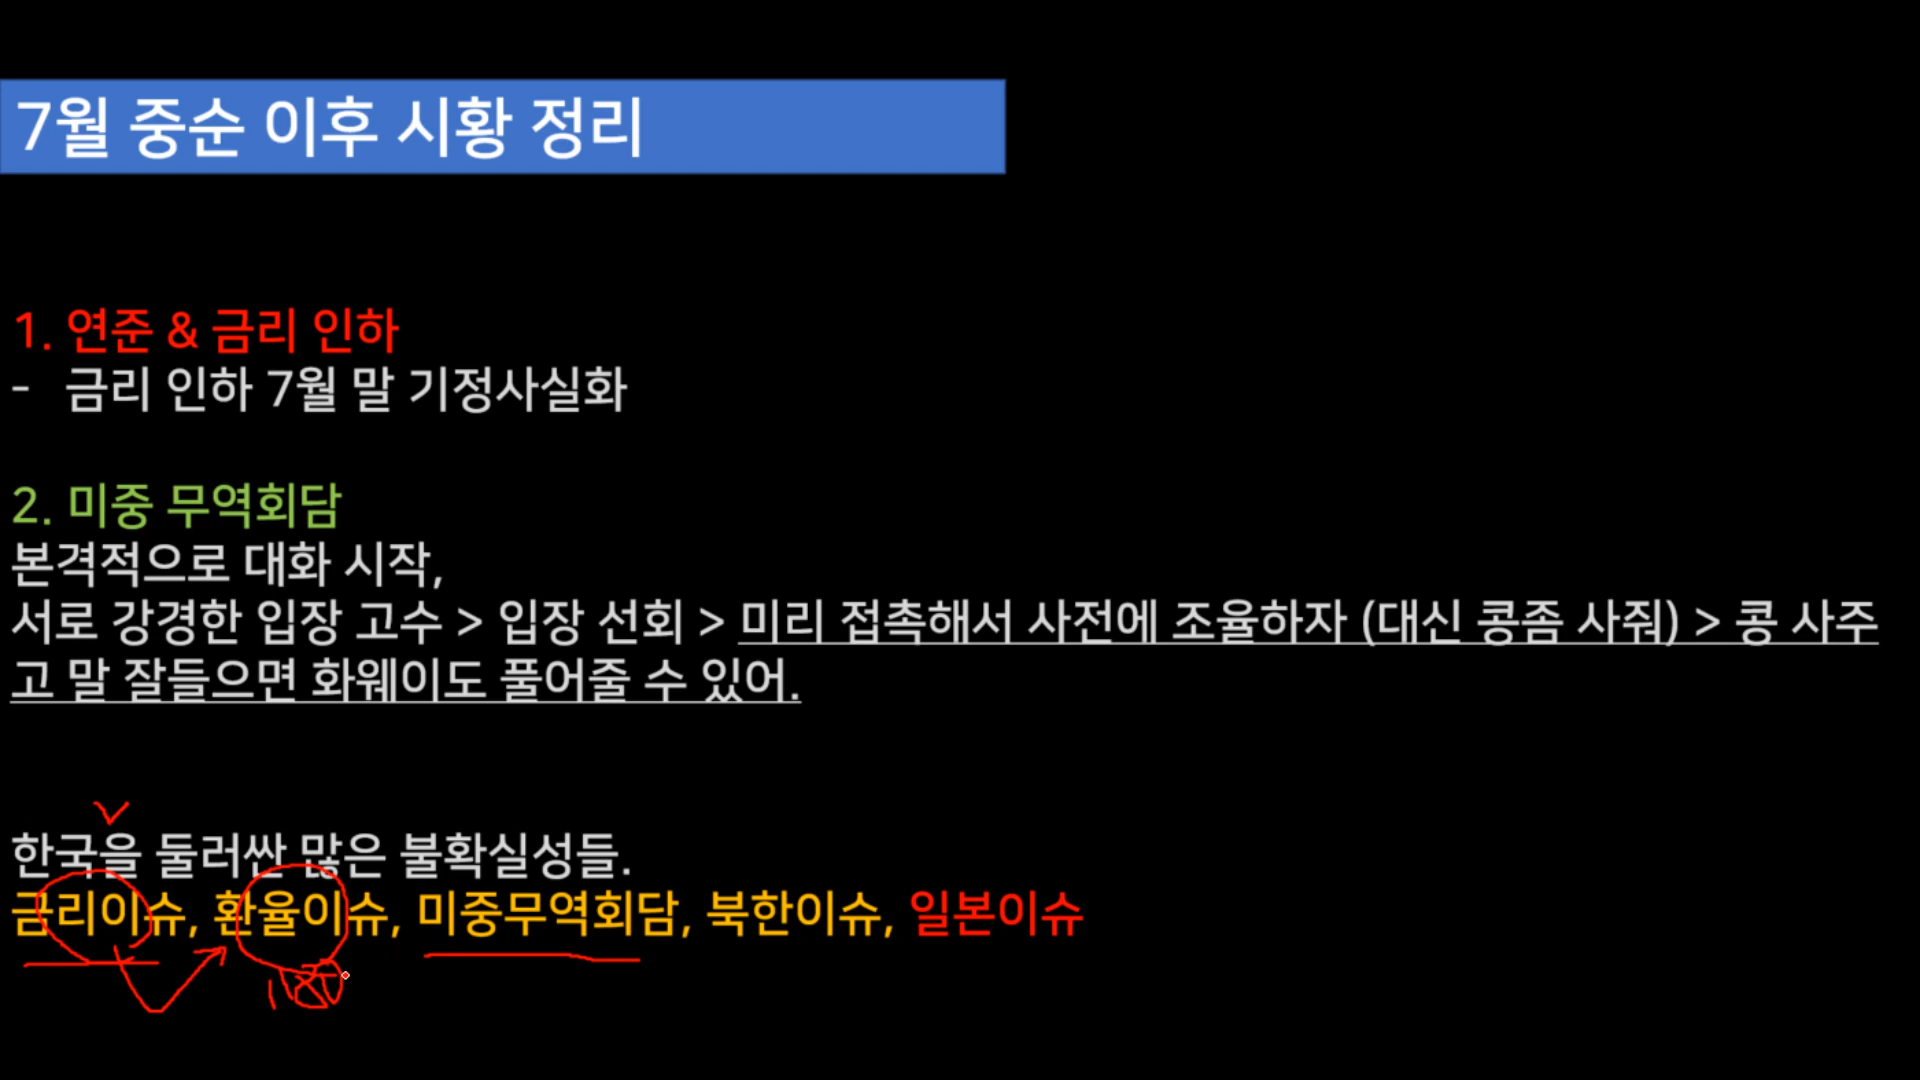 7월 중순 이후 시황 정리
1. 연준 & 금리 인하
- 금리 인하 7월 말 기정사실화
2. 미중 무역회담
본격적으로 대화 시작,
서로 강경한 입장 고수 > 입장 선회 > 미리 접촉해서 사전에 조율하자 (대신 콩좀 사줘) > 콩 사주
고 말 잘들으면 화웨이도 풀어줄 수 있어.
한국을 둘러싼 많은 불확실성들.
금리이슈, 환율이슈, 미중무역회담, 북한이슈, 일본이슈